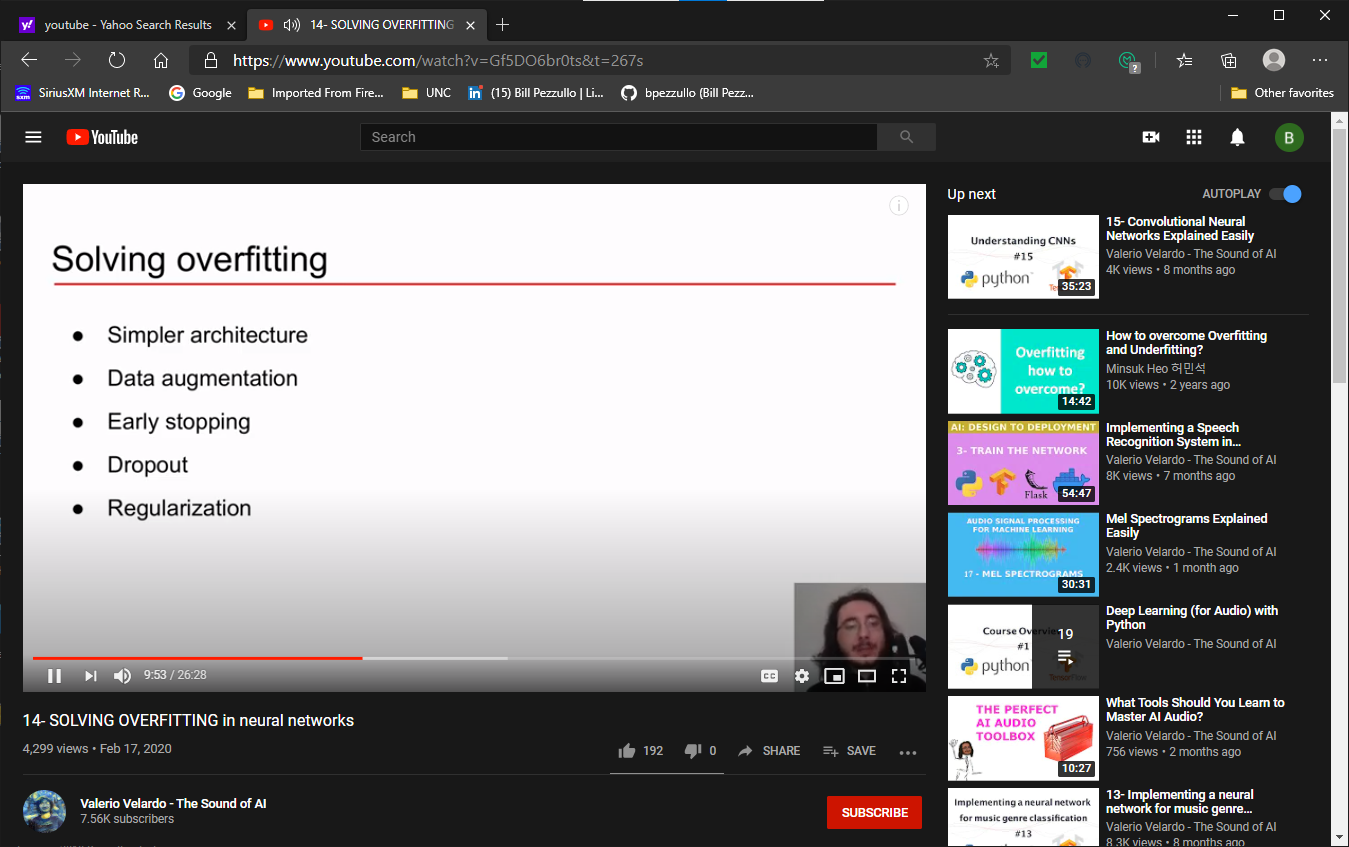 youtube - Yahoo Search Results
14- SOLVING OVERFITTING
https://www.youtube.com/watch?v=Gf5DO6br0ts&t=267s
SiriusXM Internet R...
Google
Imported From Fire...
UNC
(15) Bill Pezzullo | Li...
bpezzullo (Bill Pezz...
Other favorites
YouTube
Search
B
Solving overfitting
● Simpler architecture
● Data augmentation
● Early stopping
● Dropout
● Regularization
9:53 / 26:28
CC
14- SOLVING OVERFITTING in neural networks
4,299 views • Feb 17, 2020
192
0
SHARE
SAVE
Valerio Velardo - The Sound of AI
7.56K subscribers
SUBSCRIBE
Up next
AUTOPLAY
Understanding CNNs
#15
python
35:23
15- Convolutional Neural
Networks Explained Easily
Valerio Velardo - The Sound of AI
4K views • 8 months ago
Overfitting
how to
overcome?
14:42
How to overcome Overfitting
and Underfitting?
Minsuk Heo 허민석
10K views • 2 years ago
AI: DESIGN TO DEPLOYMENT
3- TRAIN THE NETWORK
Flask
54:47
Implementing a Speech
Recognition System in...
Valerio Velardo - The Sound of AI
8K views • 7 months ago
AUDIO SIGNAL PROCESSING
FOR MACHINE LEARNING
17 - MEL SPECTROGRAMS
30:31
Mel Spectrograms Explained
Easily
Valerio Velardo - The Sound of AI
2.4K views • 1 month ago
Course Overview
#1
python
TensorFlow
19
Deep Learning (for Audio) with
Python
Valerio Velardo - The Sound of AI
THE PERFECT
AI AUDIO
TOOLBOX
10:27
What Tools Should You Learn to
Master AI Audio?
Valerio Velardo - The Sound of AI
756 views • 2 months ago
Implementing a neural network
for music genre classification
#13
13- Implementing a neural
network for music genre...
Valerio Velardo - The Sound of AI
8.3K views • 8 months ago